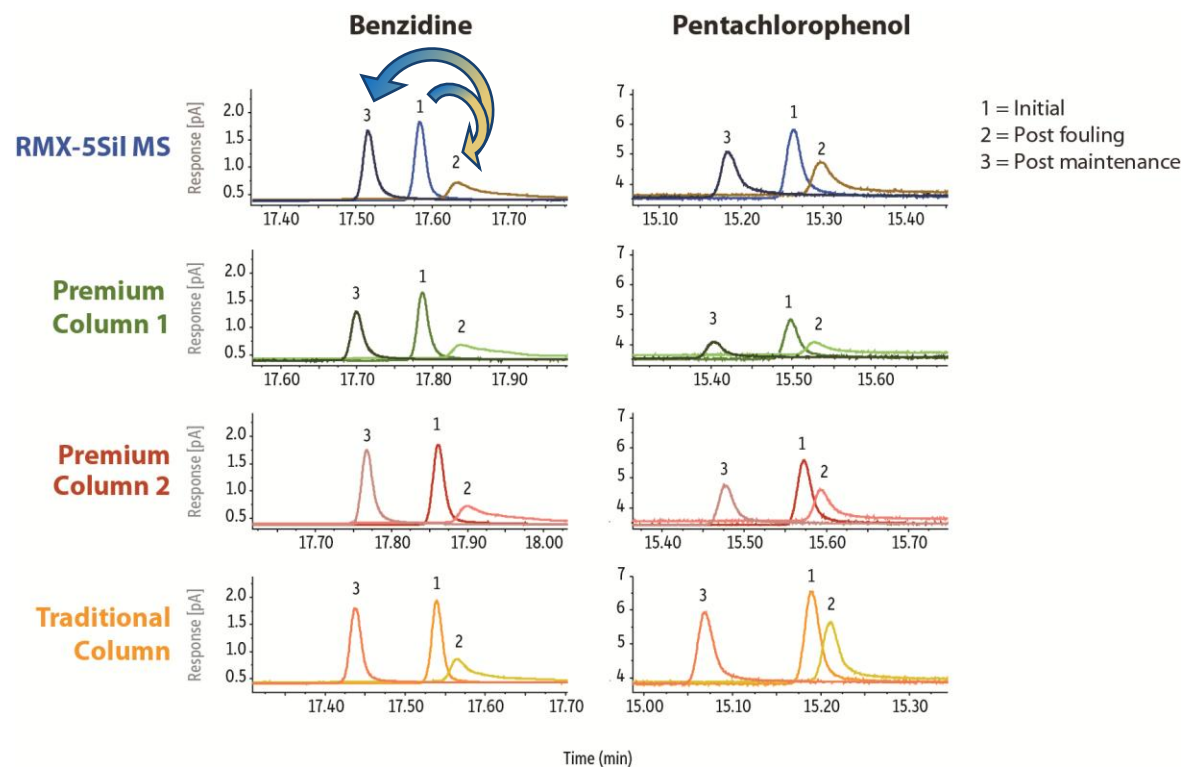 Benzidine
Pentachlorophenol
1 = Initial
2 = Post fouling
3 = Post maintenance
RMX-5Sil MS
Response [pA]
2.0
1.5
1.0
0.5
3
1
2
17.40 17.50 17.60 17.70
7
6
5
4
3
1
2
15.10 15.20 15.30 15.40
Premium
Column 1
Response [pA]
2.0
1.5
1.0
0.5
3
1
2
17.60 17.70 17.80 17.90
7
6
5
4
3
1
2
15.40 15.50 15.60
Premium
Column 2
Response [pA]
2.0
1.5
1.0
0.5
3
1
2
17.70 17.80 17.90 18.00
7
6
5
4
3
1
2
15.40 15.50 15.60 15.70
Traditional
Column
Response [pA]
2.0
1.5
1.0
0.5
3
1
2
17.40 17.50 17.60 17.70
7
6
5
4
3
1
2
15.00 15.10 15.20 15.30
Time (min)